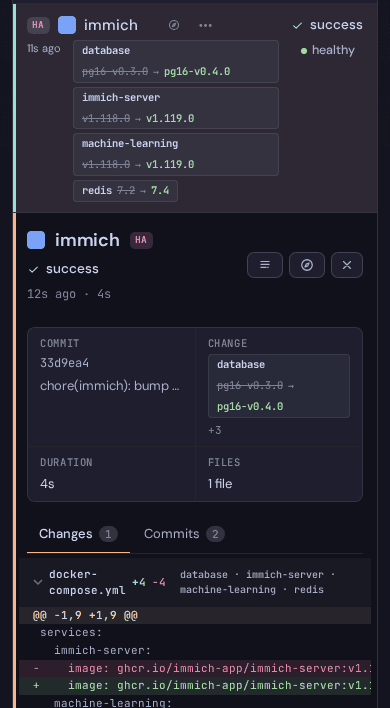 HA immich ••• success
11s ago healthy
database
pg16-v0.3.0 → pg16-v0.4.0
immich-server
v1.118.0 → v1.119.0
machine-learning
v1.118.0 → v1.119.0
redis 7.2 → 7.4
immich HA
success
12s ago · 4s
COMMIT
33d9ea4
chore(immich): bump ...
CHANGE
database
pg16-v0.3.0 →
pg16-v0.4.0
+3
DURATION
4s
FILES
1 file
Changes 1 Commits 2
docker-
compose.yml +4 -4
database · immich-server ·
machine-learning · redis
@@ -1,9 +1,9 @@
services:
immich-server:
- image: ghcr.io/immich-app/immich-server:v1.
+ image: ghcr.io/immich-app/immich-server:v1.
machine-learning: